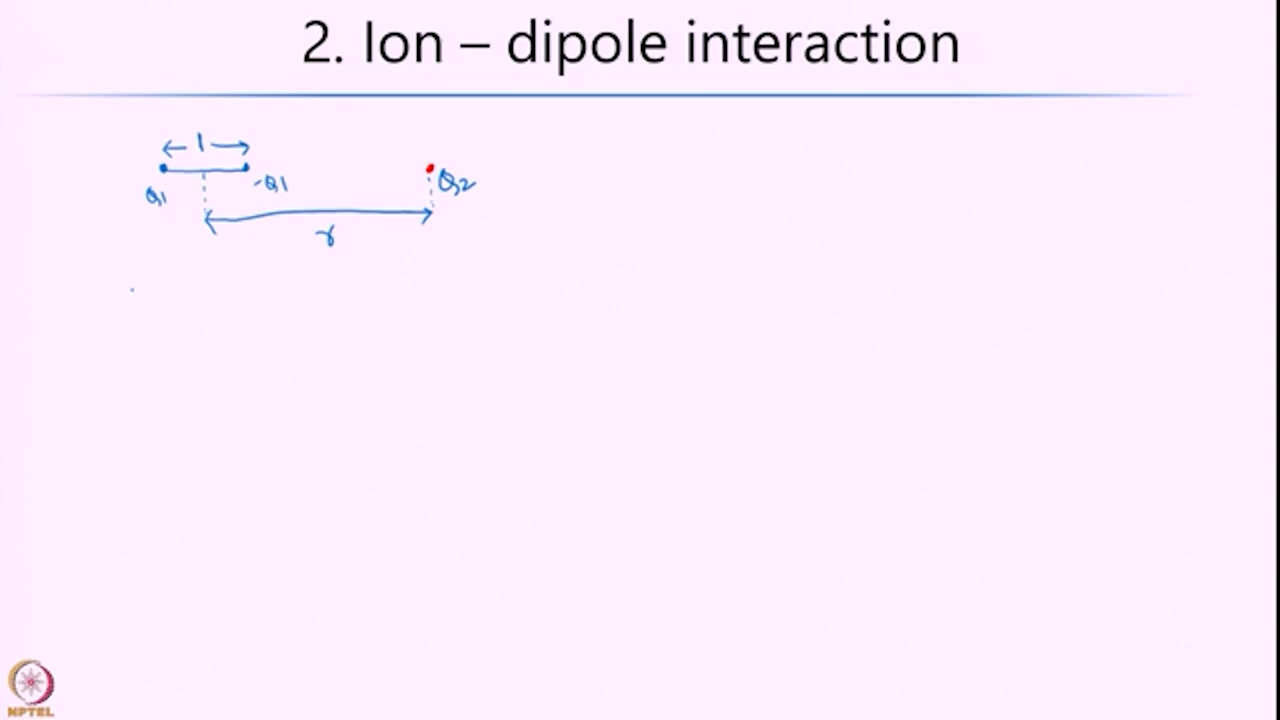 2. Ion – dipole interaction
l
Q1
-Q1
Q2
r
NPTEL